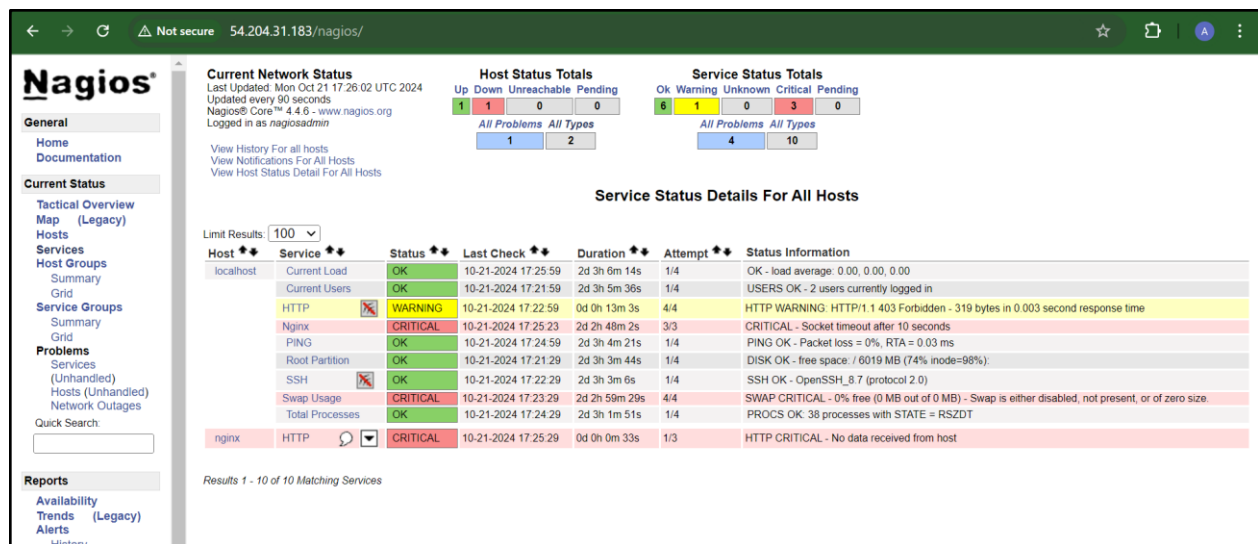 Not secure 54.204.31.183/nagios/
A
Nagios®
General
Home
Documentation
Current Status
Tactical Overview
Map (Legacy)
Hosts
Services
Host Groups
Summary
Grid
Service Groups
Summary
Grid
Problems
Services
(Unhandled)
Hosts (Unhandled)
Network Outages
Quick Search:
Reports
Availability
Trends (Legacy)
Alerts
History
Current Network Status
Last Updated: Mon Oct 21 17:26:02 UTC 2024
Updated every 90 seconds
Nagios® Core™ 4.4.6 - www.nagios.org
Logged in as nagiosadmin
View History For all hosts
View Notifications For All Hosts
View Host Status Detail For All Hosts
Host Status Totals
Up Down Unreachable Pending
1 1 0 0
All Problems All Types
1 2
Service Status Totals
Ok Warning Unknown Critical Pending
6 1 0 3 0
All Problems All Types
4 10
Service Status Details For All Hosts
Limit Results: 100
Host Service Status Last Check Duration Attempt Status Information
localhost Current Load OK 10-21-2024 17:25:59 2d 3h 6m 14s 1/4 OK - load average: 0.00, 0.00, 0.00
Current Users OK 10-21-2024 17:21:59 2d 3h 5m 36s 1/4 USERS OK - 2 users currently logged in
HTTP WARNING 10-21-2024 17:22:59 0d 0h 13m 3s 4/4 HTTP WARNING: HTTP/1.1 403 Forbidden - 319 bytes in 0.003 second response time
Nginx CRITICAL 10-21-2024 17:25:23 2d 2h 48m 2s 3/3 CRITICAL - Socket timeout after 10 seconds
PING OK 10-21-2024 17:24:59 2d 3h 4m 21s 1/4 PING OK - Packet loss = 0%, RTA = 0.03 ms
Root Partition OK 10-21-2024 17:21:29 2d 3h 3m 44s 1/4 DISK OK - free space: / 6019 MB (74% inode=98%):
SSH OK 10-21-2024 17:22:29 2d 3h 3m 6s 1/4 SSH OK - OpenSSH_8.7 (protocol 2.0)
Swap Usage CRITICAL 10-21-2024 17:23:29 2d 2h 59m 29s 4/4 SWAP CRITICAL - 0% free (0 MB out of 0 MB) - Swap is either disabled, not present, or of zero size.
Total Processes OK 10-21-2024 17:24:29 2d 3h 1m 51s 1/4 PROCS OK: 38 processes with STATE = RSZDT
nginx HTTP CRITICAL 10-21-2024 17:25:29 0d 0h 0m 33s 1/3 HTTP CRITICAL - No data received from host
Results 1 - 10 of 10 Matching Services